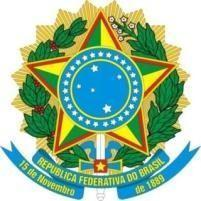 REPÚBLICA FEDERATIVA DO BRASIL
15 de Novembro
de 1889